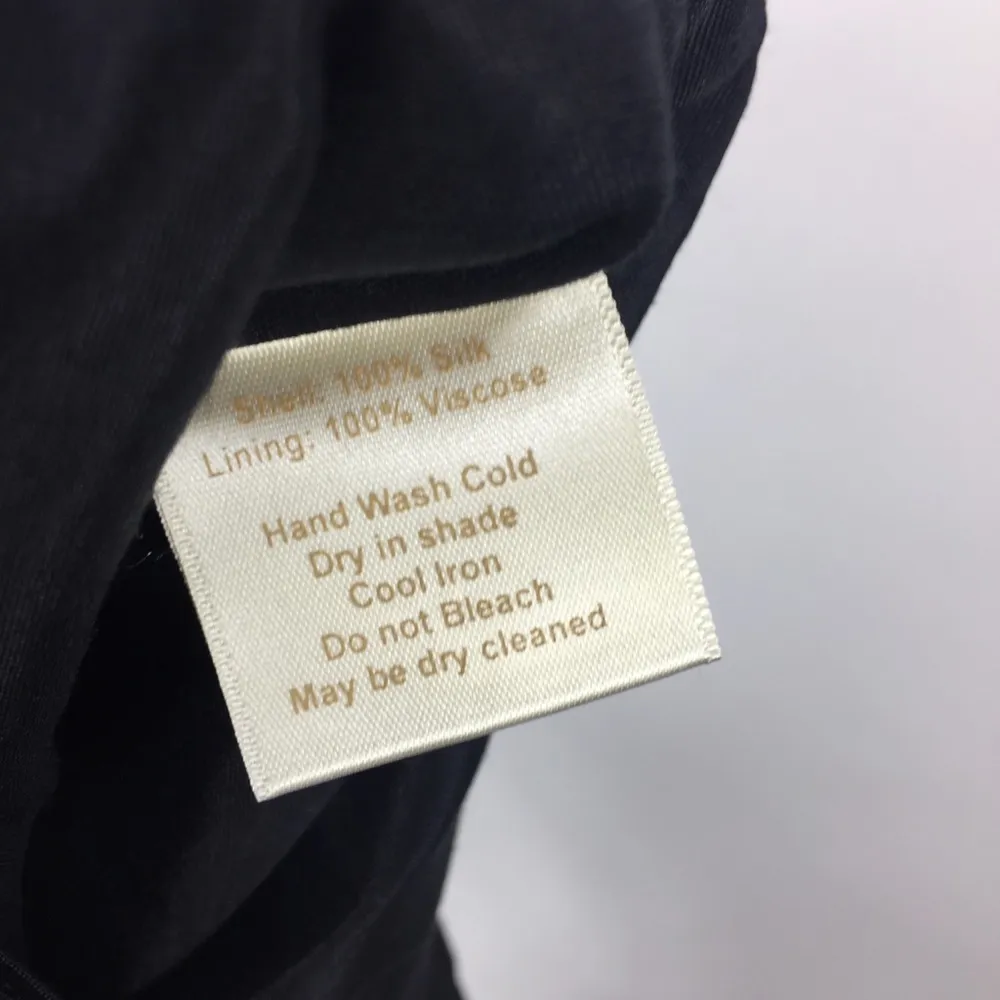 Shell: 100% Silk
Lining: 100% Viscose
Hand Wash Cold
Dry in shade
Cool Iron
Do not Bleach
May be dry cleaned